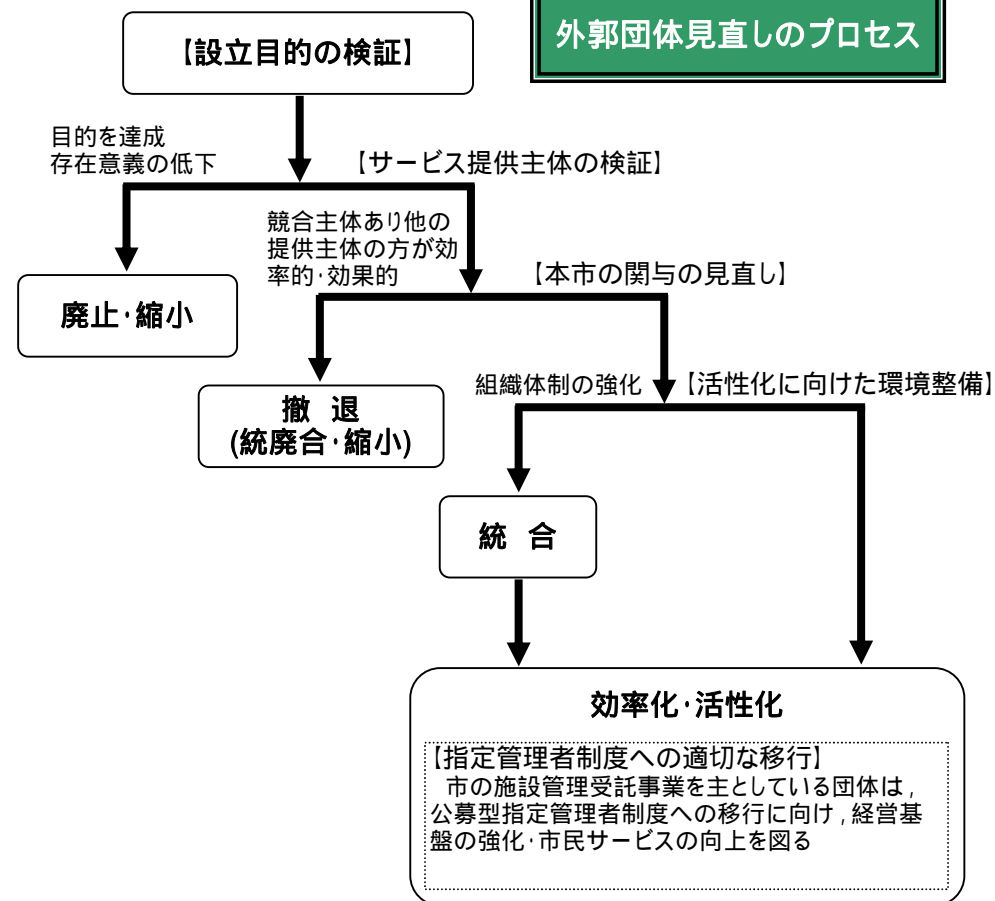 外郭団体見直しのプロセス
【設立目的の検証】
目的を達成
存在意義の低下
【サービス提供主体の検証】
競合主体あり他の
提供主体の方が効
率的・効果的
【本市の関与の見直し】
廃止・縮小
組織体制の強化
【活性化に向けた環境整備】
撤 退
(統廃合・縮小)
統 合
効率化・活性化
【指定管理者制度への適切な移行】
市の施設管理受託事業を主としている団体は,
公募型指定管理者制度への移行に向け,経営基
盤の強化・市民サービスの向上を図る